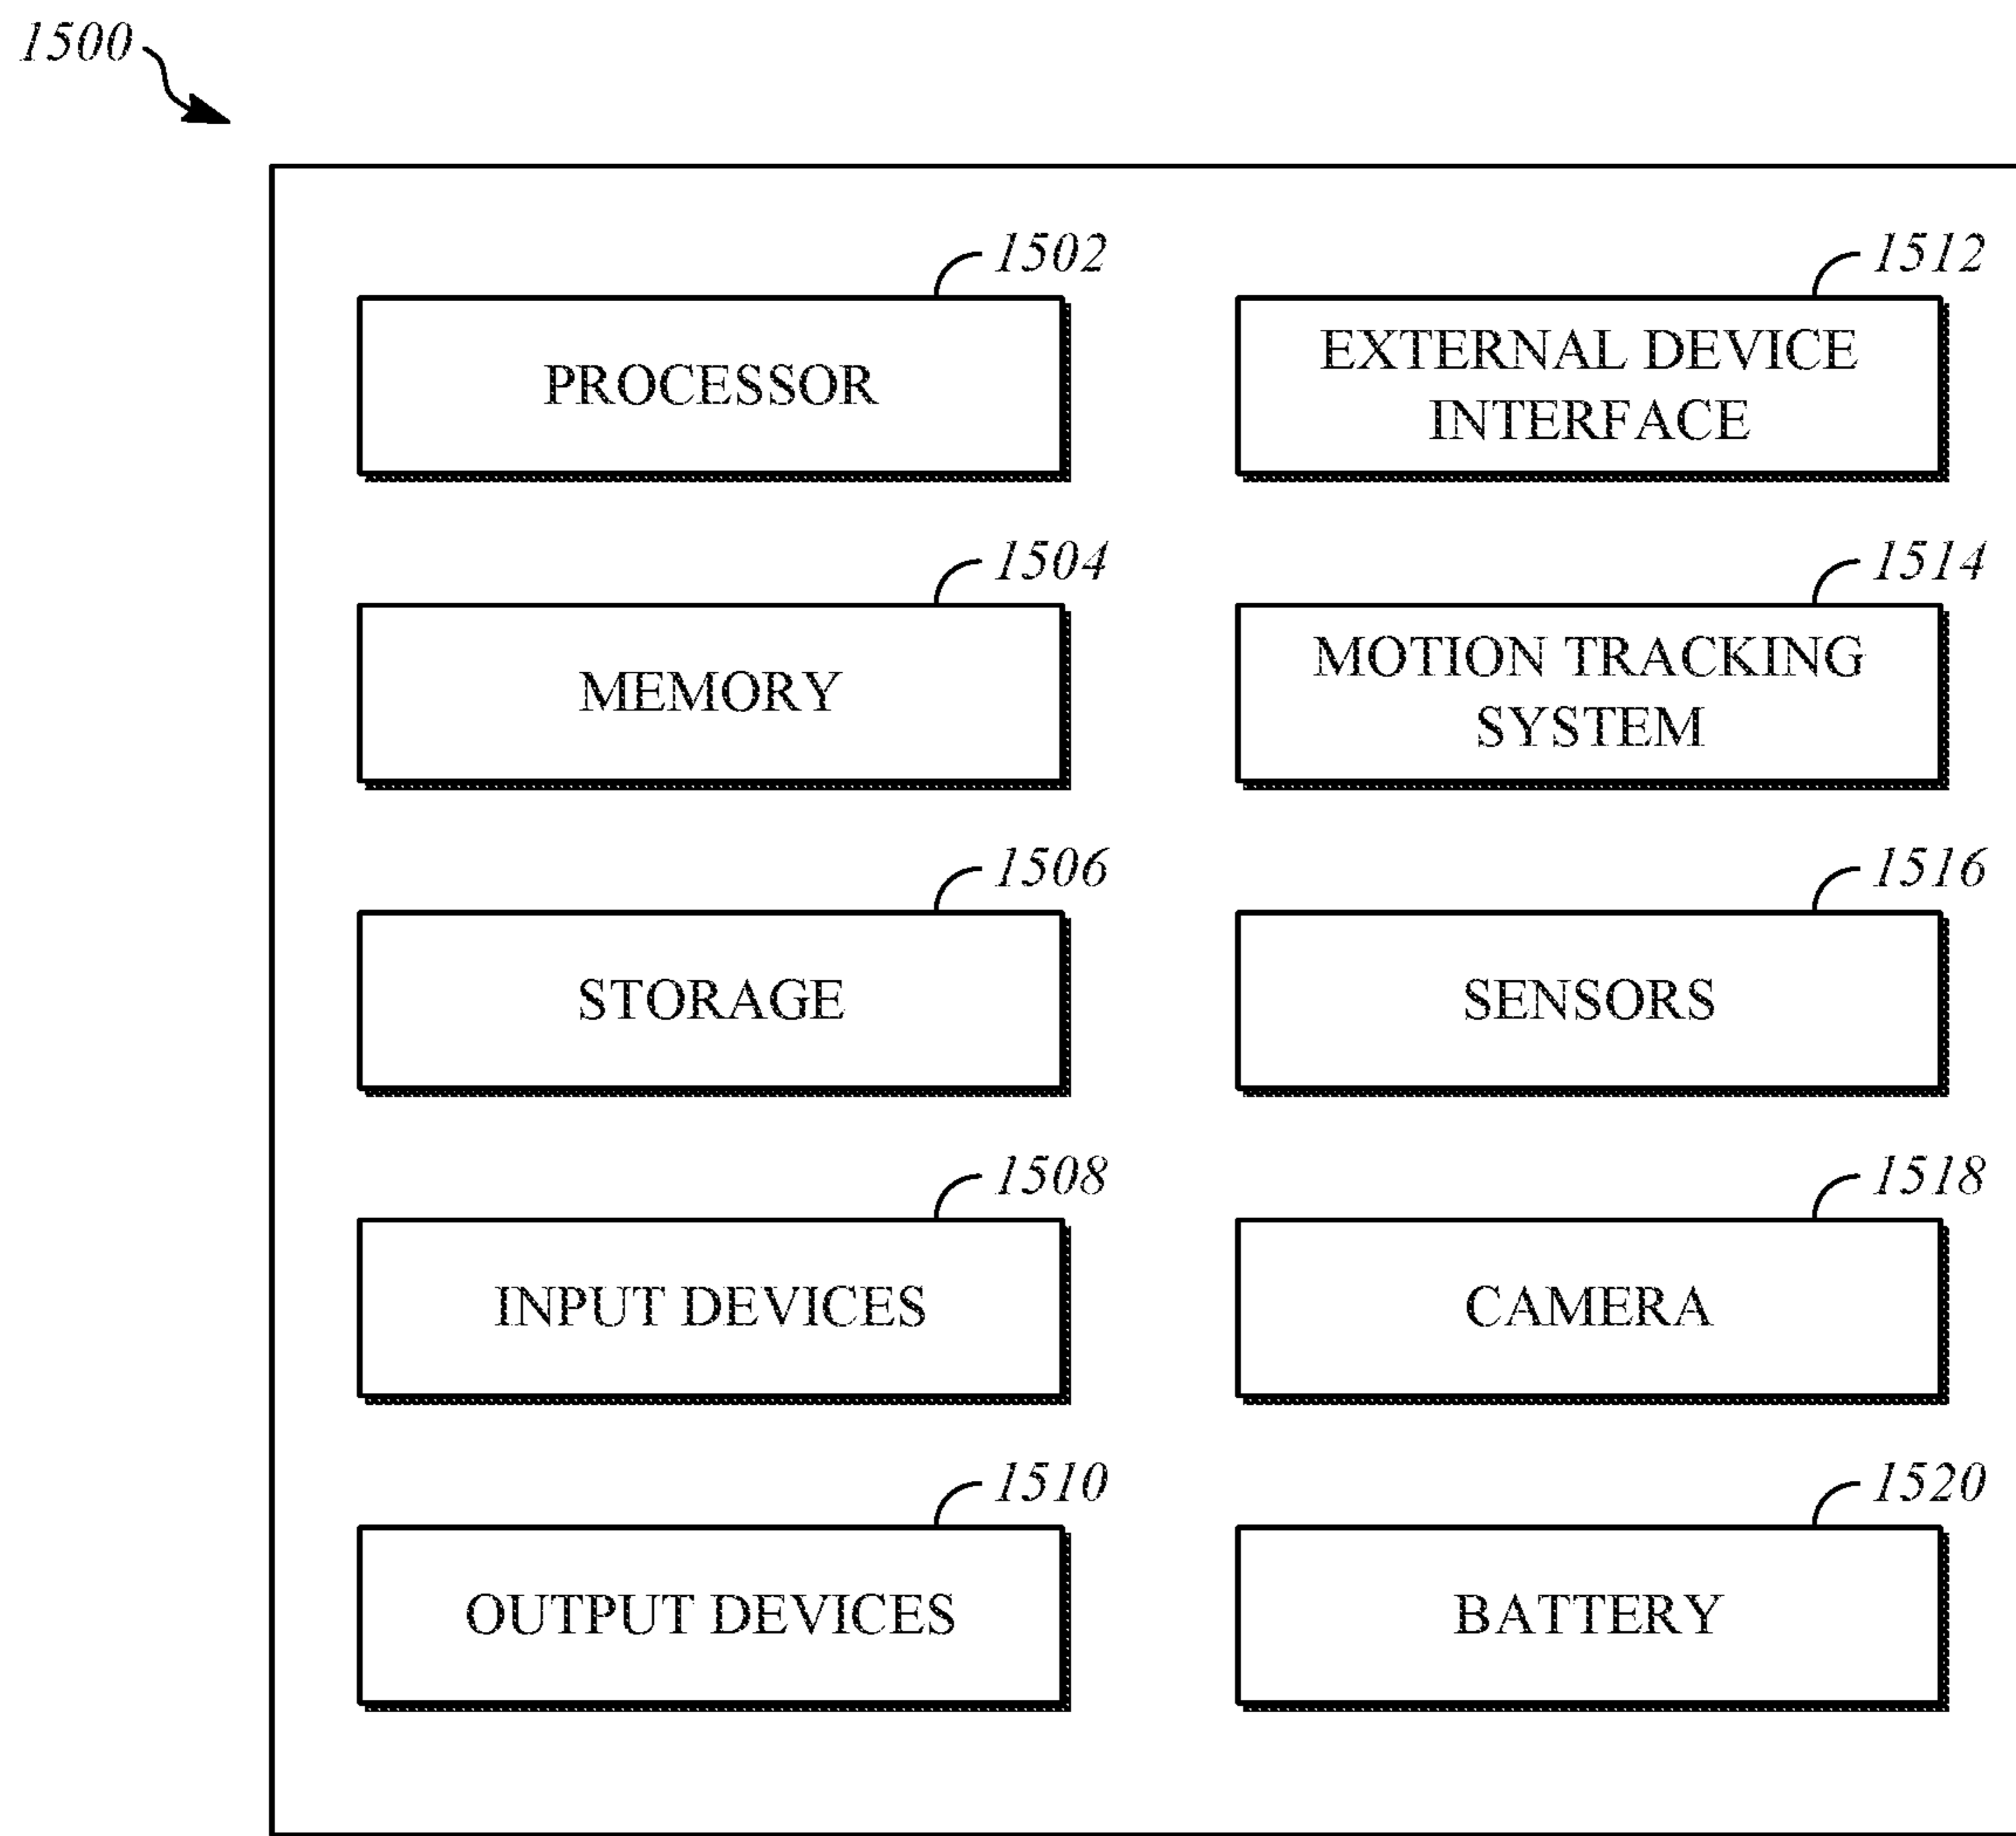 1500
1502
PROCESSOR
1504
MEMORY
1506
STORAGE
1508
INPUT DEVICES
1510
OUTPUT DEVICES
1512
EXTERNAL DEVICE
INTERFACE
1514
MOTION TRACKING
SYSTEM
1516
SENSORS
1518
CAMERA
1520
BATTERY